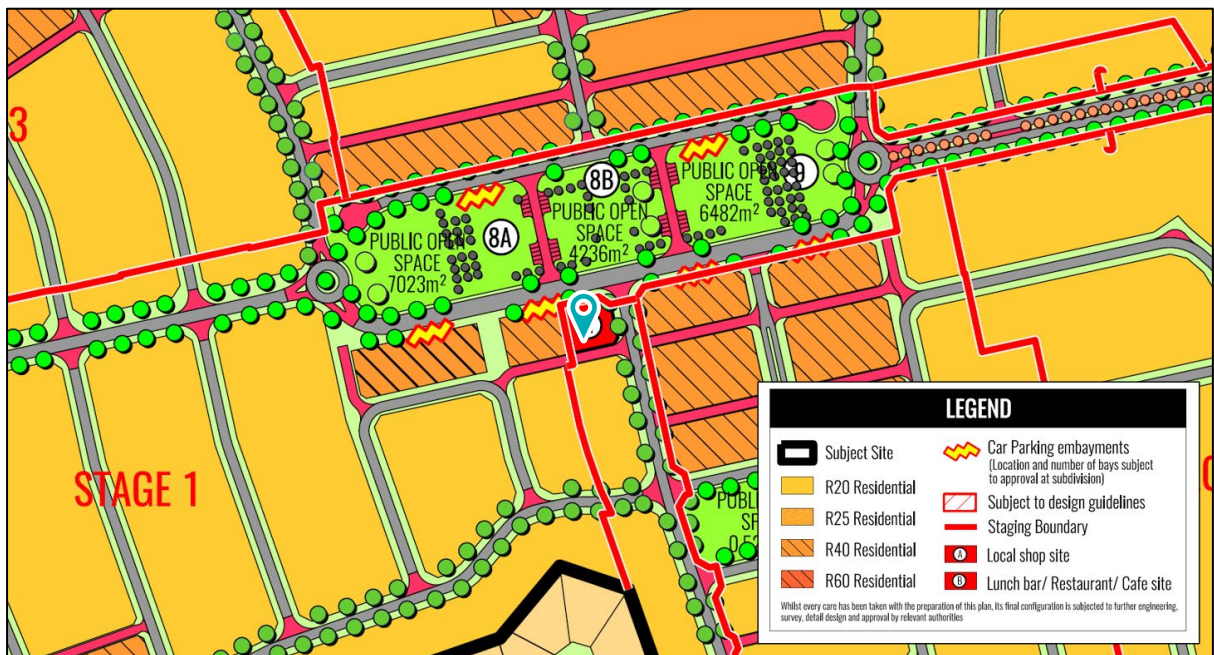 3
8B
9
PUBLIC OPEN
SPACE
6482m²
PUBLIC OPEN
SPACE
4236m²
8A
PUBLIC OPEN
SPACE
7023m²
STAGE 1
LEGEND
Subject Site
R20 Residential
R25 Residential
R40 Residential
R60 Residential
Car Parking embayments
(Location and number of bays subject
to approval at subdivision)
Subject to design guidelines
Staging Boundary
A Local shop site
B Lunch bar/ Restaurant/ Cafe site
Whilst every care has been taken with the preparation of this plan, its final configuration is subjected to further engineering,
survey, detail design and approval by relevant authorities